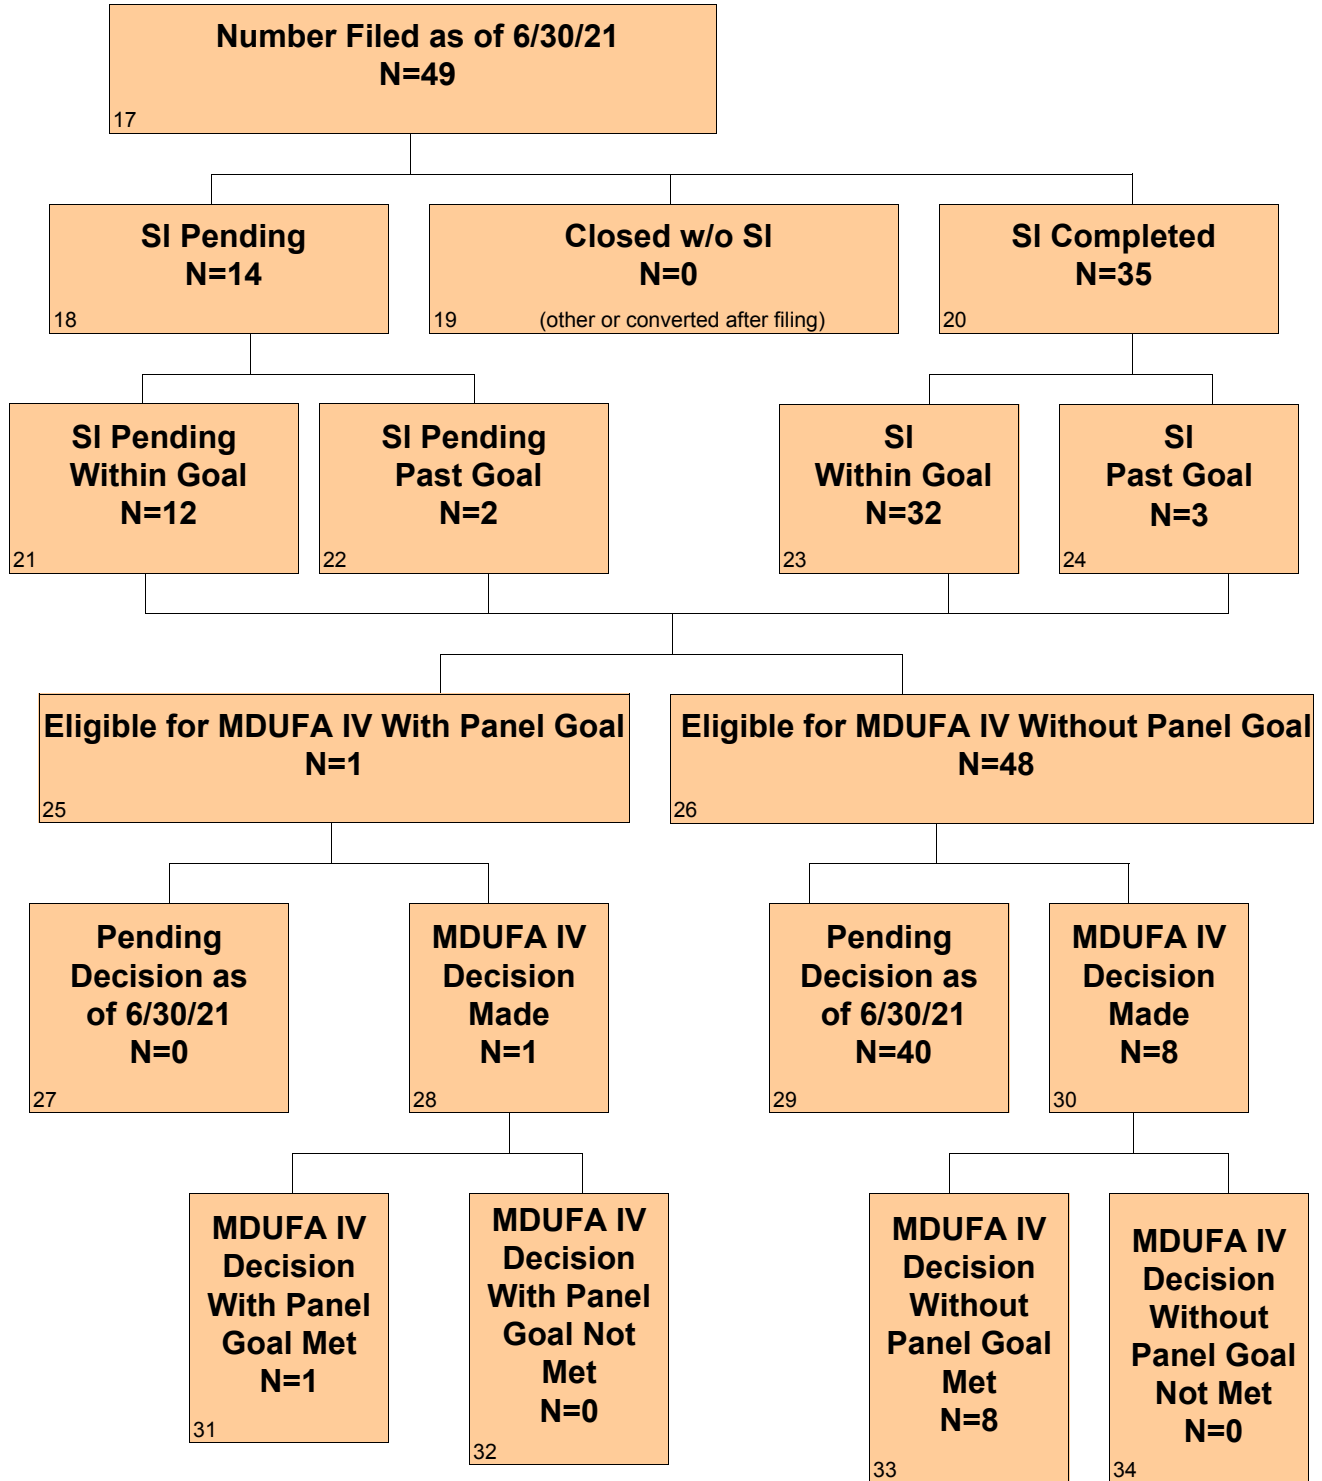 Number Filed as of 6/30/21
N=49
17
SI Pending
N=14
18
Closed w/o SI
N=0
19
(other or converted after filing)
SI Completed
N=35
20
SI Pending
Within Goal
N=12
21
SI Pending
Past Goal
N=2
22
SI
Within Goal
N=32
23
SI
Past Goal
N=3
24
Eligible for MDUFA IV With Panel Goal
N=1
25
Eligible for MDUFA IV Without Panel Goal
N=48
26
Pending
Decision as
of 6/30/21
N=0
27
MDUFA IV
Decision
Made
N=1
28
Pending
Decision as
of 6/30/21
N=40
29
MDUFA IV
Decision
Made
N=8
30
MDUFA IV
Decision
With Panel
Goal Met
N=1
31
MDUFA IV
Decision
With Panel
Goal Not
Met
N=0
32
MDUFA IV
Decision
Without
Panel Goal
Met
N=8
33
MDUFA IV
Decision
Without
Panel Goal
Not Met
N=0
34